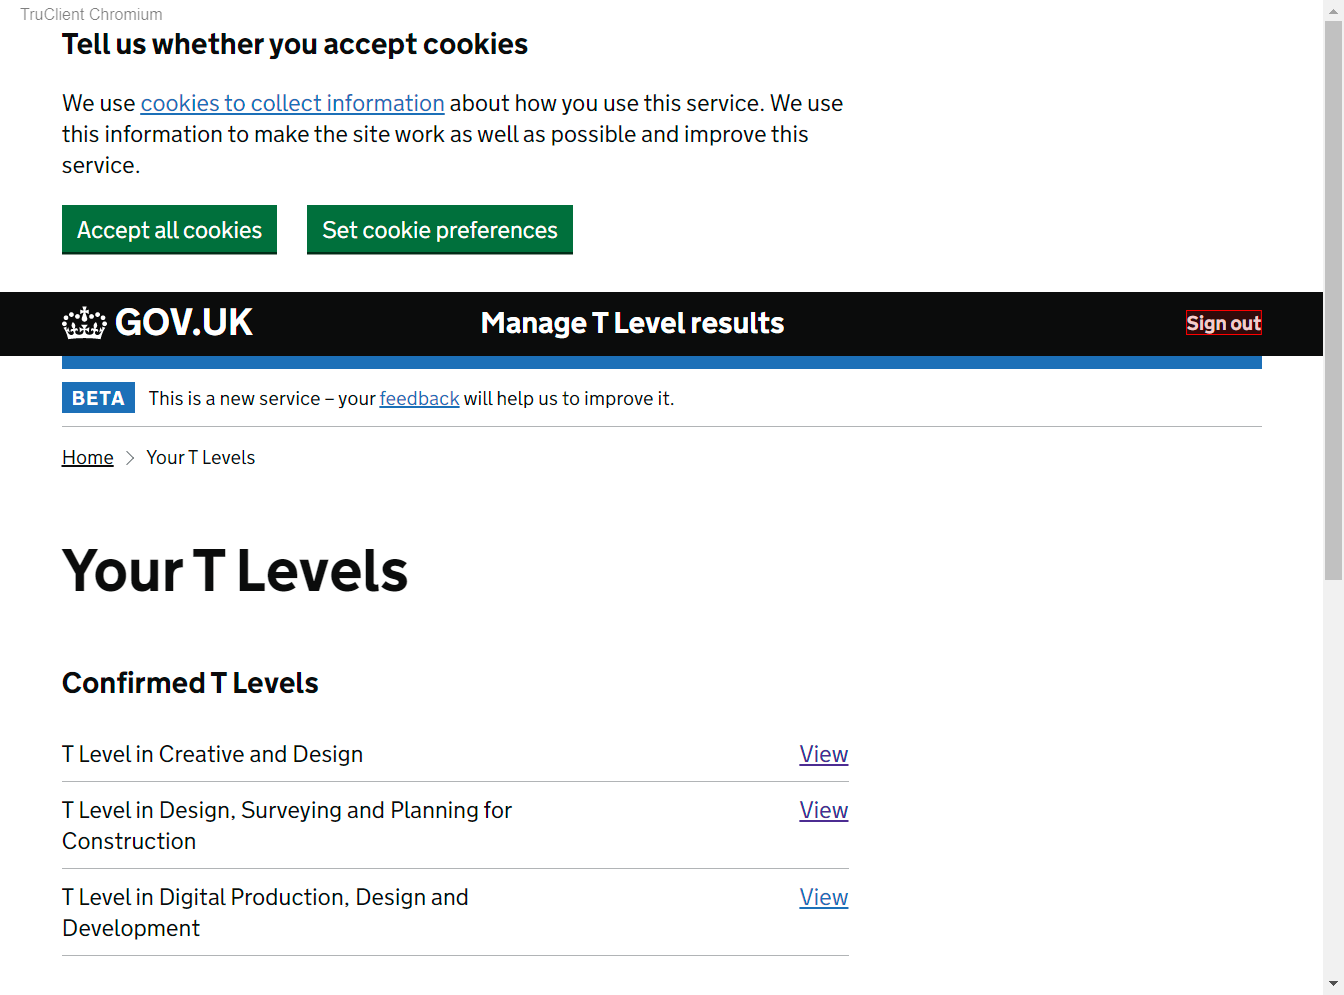 TruClient Chromium
Tell us whether you accept cookies
We use cookies to collect information about how you use this service. We use
this information to make the site work as well as possible and improve this
service.
Accept all cookies Set cookie preferences
GOV.UK Manage T Level results Sign out
BETA This is a new service – your feedback will help us to improve it.
Home > Your T Levels
Your T Levels
Confirmed T Levels
T Level in Creative and Design View
T Level in Design, Surveying and Planning for View
Construction
T Level in Digital Production, Design and View
Development